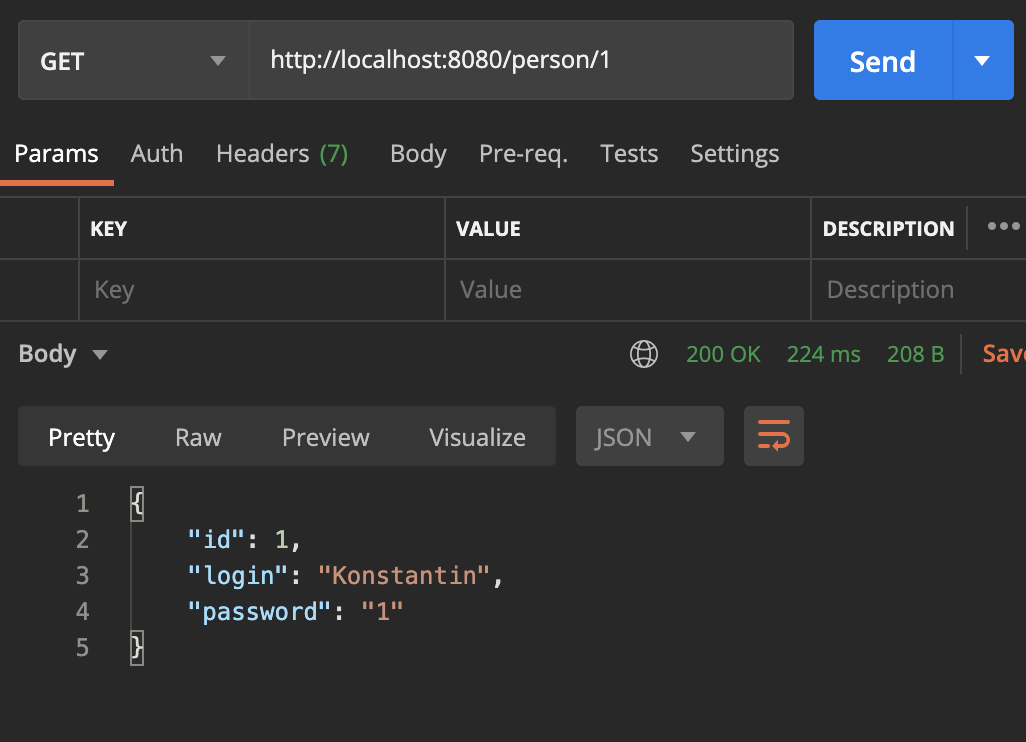 GET http://localhost:8080/person/1 Send
Params Auth Headers (7) Body Pre-req. Tests Settings
KEY VALUE DESCRIPTION •••
Key Value Description
Body 200 OK 224 ms 208 B Save
Pretty Raw Preview Visualize JSON
1 {
2 "id": 1,
3 "login": "Konstantin",
4 "password": "1"
5 }